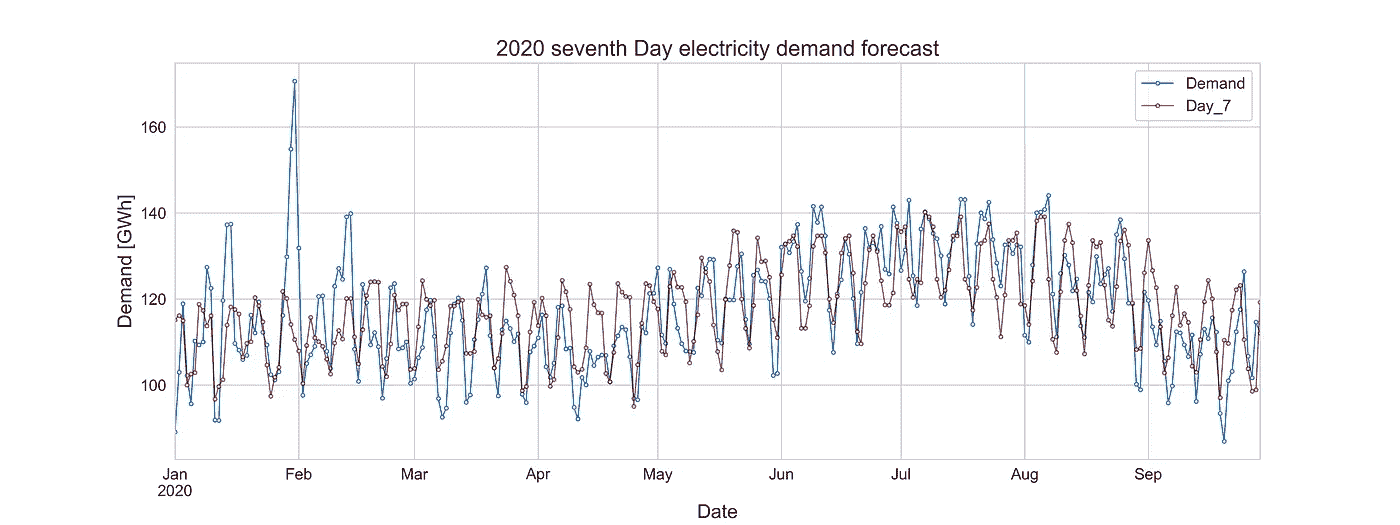 2020 seventh Day electricity demand forecast
Demand
Day_7
Demand [GWh]
160
140
120
100
Jan Feb Mar Apr May Jun Jul Aug Sep
2020
Date